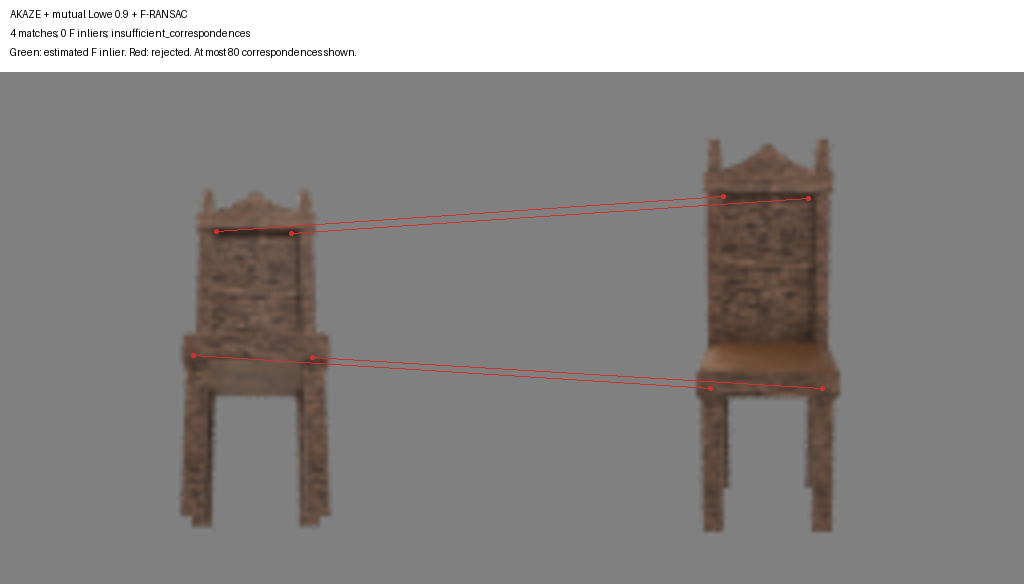 AKAZE + mutual Lowe 0.9 + F-RANSAC
4 matches; 0 F inliers; insufficient_correspondences
Green: estimated F inlier. Red: rejected. At most 80 correspondences shown.